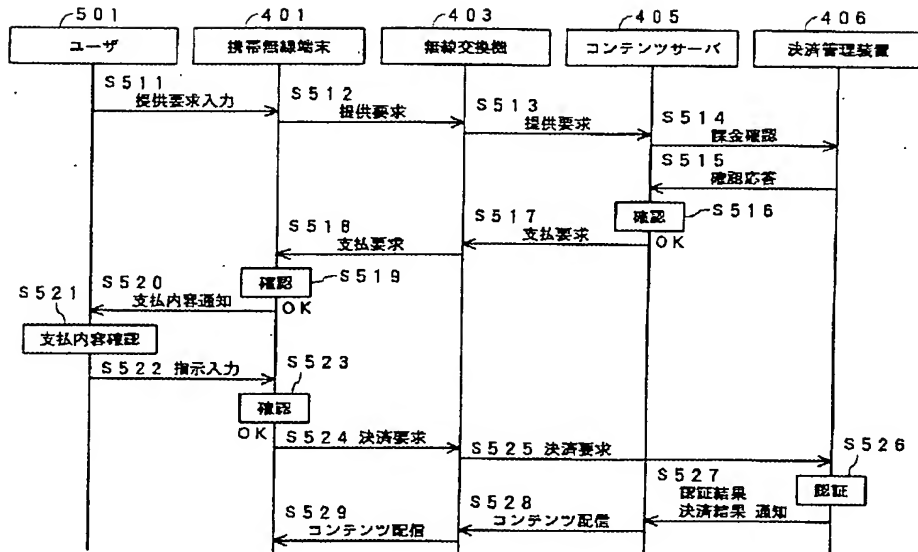 501 401 403 405 406
ユーザ 携帯無線端末 無線交換機 コンテンツサーバ 決済管理装置
S511
提供要求入力
S512
提供要求
S513
提供要求
S514
課金確認
S515
確認応答
確認 S516
OK
S517
支払要求
S518
支払要求
確認 S519
OK
S520
支払内容通知
S521
支払内容確認
S522 指示入力
S523
確認
OK
S524 決済要求
S525 決済要求
S526
認証
S527
認証結果
決済結果 通知
S528
コンテンツ配信
S529
コンテンツ配信